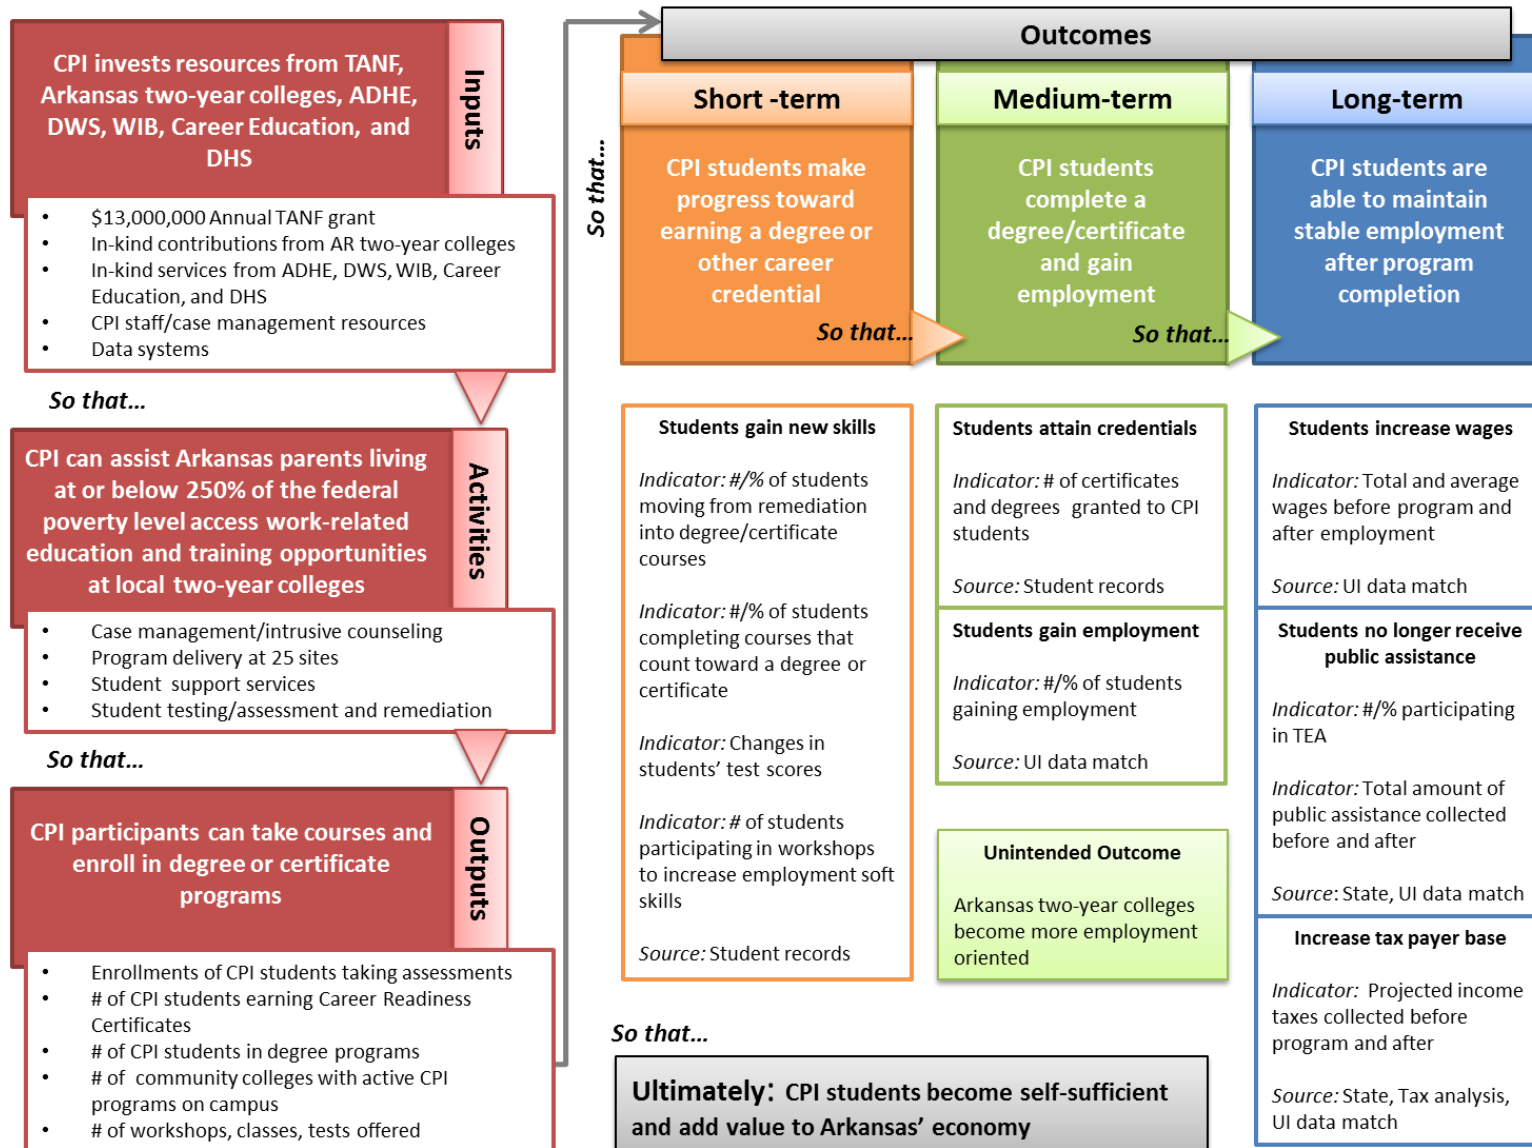 CPI invests resources from TANF,
Arkansas two-year colleges, ADHE,
DWS, WIB, Career Education, and
DHS
Inputs
• $13,000,000 Annual TANF grant
• In-kind contributions from AR two-year colleges
• In-kind services from ADHE, DWS, WIB, Career
Education, and DHS
• CPI staff/case management resources
• Data systems
So that...
CPI can assist Arkansas parents living
at or below 250% of the federal
poverty level access work-related
education and training opportunities
at local two-year colleges
Activities
• Case management/intrusive counseling
• Program delivery at 25 sites
• Student support services
• Student testing/assessment and remediation
So that...
CPI participants can take courses and
enroll in degree or certificate
programs
Outputs
• Enrollments of CPI students taking assessments
• # of CPI students earning Career Readiness
Certificates
• # of CPI students in degree programs
• # of community colleges with active CPI
programs on campus
• # of workshops, classes, tests offered
So that...
Outcomes
Short -term
CPI students make
progress toward
earning a degree or
other career
credential
So that...
Medium-term
CPI students
complete a
degree/certificate
and gain
employment
So that...
Long-term
CPI students are
able to maintain
stable employment
after program
completion
Students gain new skills
Indicator: #/% of students
moving from remediation
into degree/certificate
courses
Indicator: #/% of students
completing courses that
count toward a degree or
certificate
Indicator: Changes in
students' test scores
Indicator: # of students
participating in workshops
to increase employment soft
skills
Source: Student records
Students attain credentials
Indicator: # of certificates
and degrees granted to CPI
students
Source: Student records
Students gain employment
Indicator: #/% of students
gaining employment
Source: UI data match
Unintended Outcome
Arkansas two-year colleges
become more employment
oriented
Students increase wages
Indicator: Total and average
wages before program and
after employment
Source: UI data match
Students no longer receive
public assistance
Indicator: #/% participating
in TEA
Indicator: Total amount of
public assistance collected
before and after
Source: State, UI data match
Increase tax payer base
Indicator: Projected income
taxes collected before
program and after
Source: State, Tax analysis,
UI data match
So that...
Ultimately: CPI students become self-sufficient
and add value to Arkansas' economy